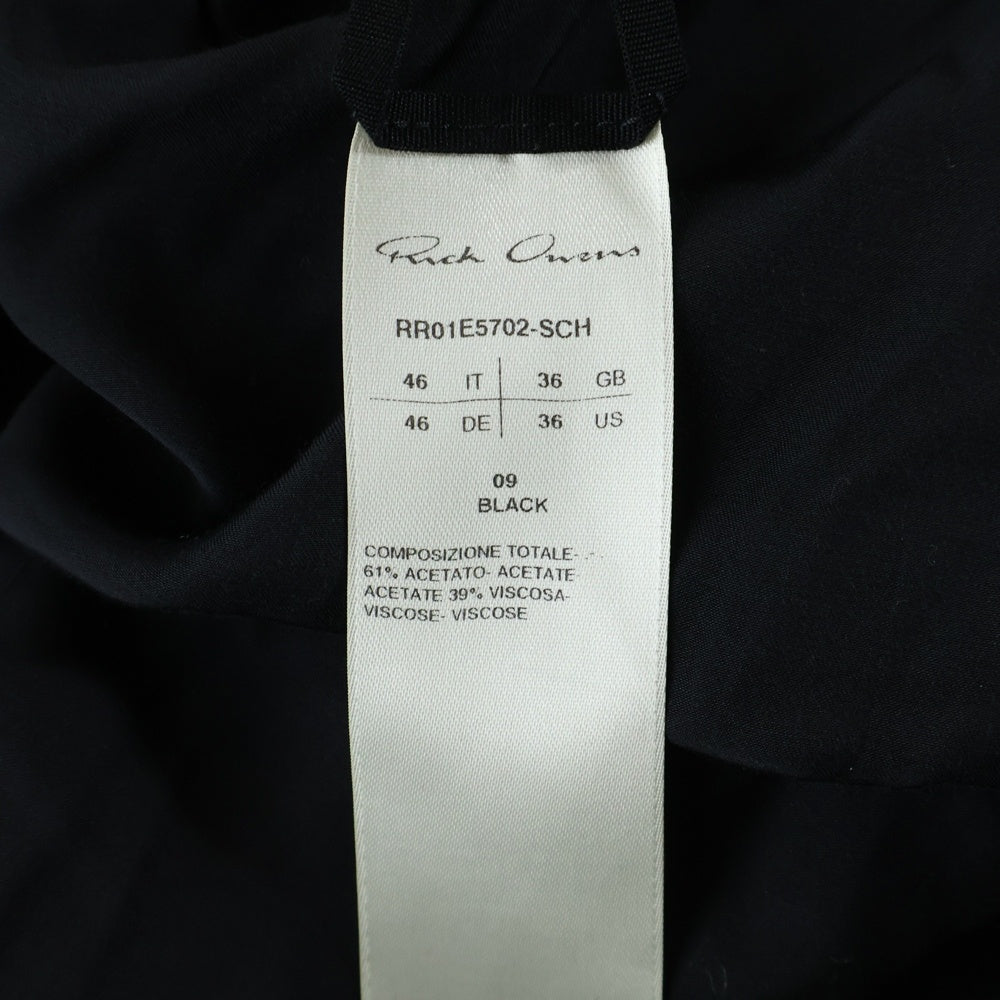 Rick Owens
RR01E5702-SCH
46 IT 36 GB
46 DE 36 US
09
BLACK
COMPOSIZIONE TOTALE- .-
61% ACETATO- ACETATE-
ACETATE 39% VISCOSA-
VISCOSE- VISCOSE